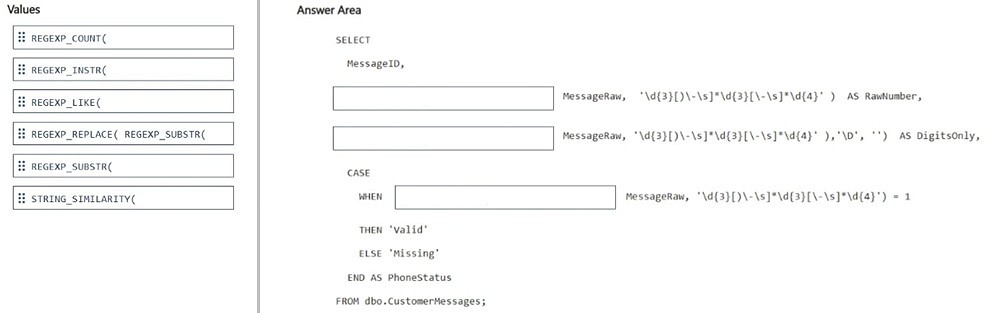 Values
REGEXP_COUNT(
REGEXP_INSTR(
REGEXP_LIKE(
REGEXP_REPLACE( REGEXP_SUBSTR(
REGEXP_SUBSTR(
STRING_SIMILARITY(
Answer Area
SELECT
MessageID,
MessageRaw, '\d{3}[)\-\s]*\d{3}[\-\s]*\d{4}' ) AS RawNumber,
MessageRaw, '\d{3}[)\-\s]*\d{3}[\-\s]*\d{4}' ),'\D', '') AS DigitsOnly,
CASE
WHEN MessageRaw, '\d{3}[)\-\s]*\d{3}[\-\s]*\d{4}') = 1
THEN 'Valid'
ELSE 'Missing'
END AS PhoneStatus
FROM dbo.CustomerMessages;